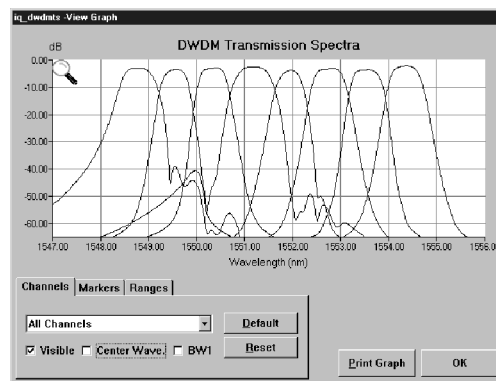 iq_dwdmts -View Graph
dB
DWDM Transmission Spectra
0.00
-10.00
-20.00
-30.00
-40.00
-50.00
-60.00
1547.00 1548.00 1549.00 1550.00 1551.00 1552.00 1553.00 1554.00 1555.00 1556.0
Wavelength (nm)
Channels Markers Ranges
All Channels
Default
Visible Center Wave. BW1
Reset
Print Graph
OK